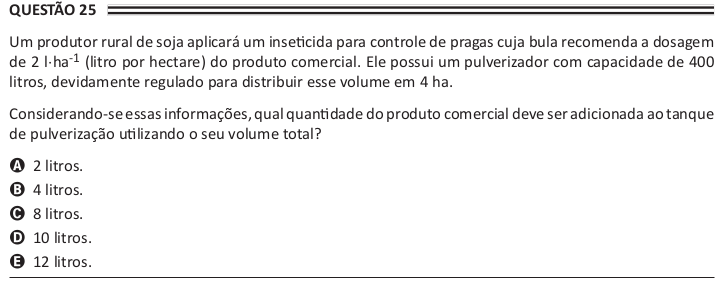 QUESTÃO 25
Um produtor rural de soja aplicará um inseticida para controle de pragas cuja bula recomenda a dosagem
de 2 l·ha⁻¹ (litro por hectare) do produto comercial. Ele possui um pulverizador com capacidade de 400
litros, devidamente regulado para distribuir esse volume em 4 ha.
Considerando-se essas informações, qual quantidade do produto comercial deve ser adicionada ao tanque
de pulverização utilizando o seu volume total?
A 2 litros.
B 4 litros.
C 8 litros.
D 10 litros.
E 12 litros.